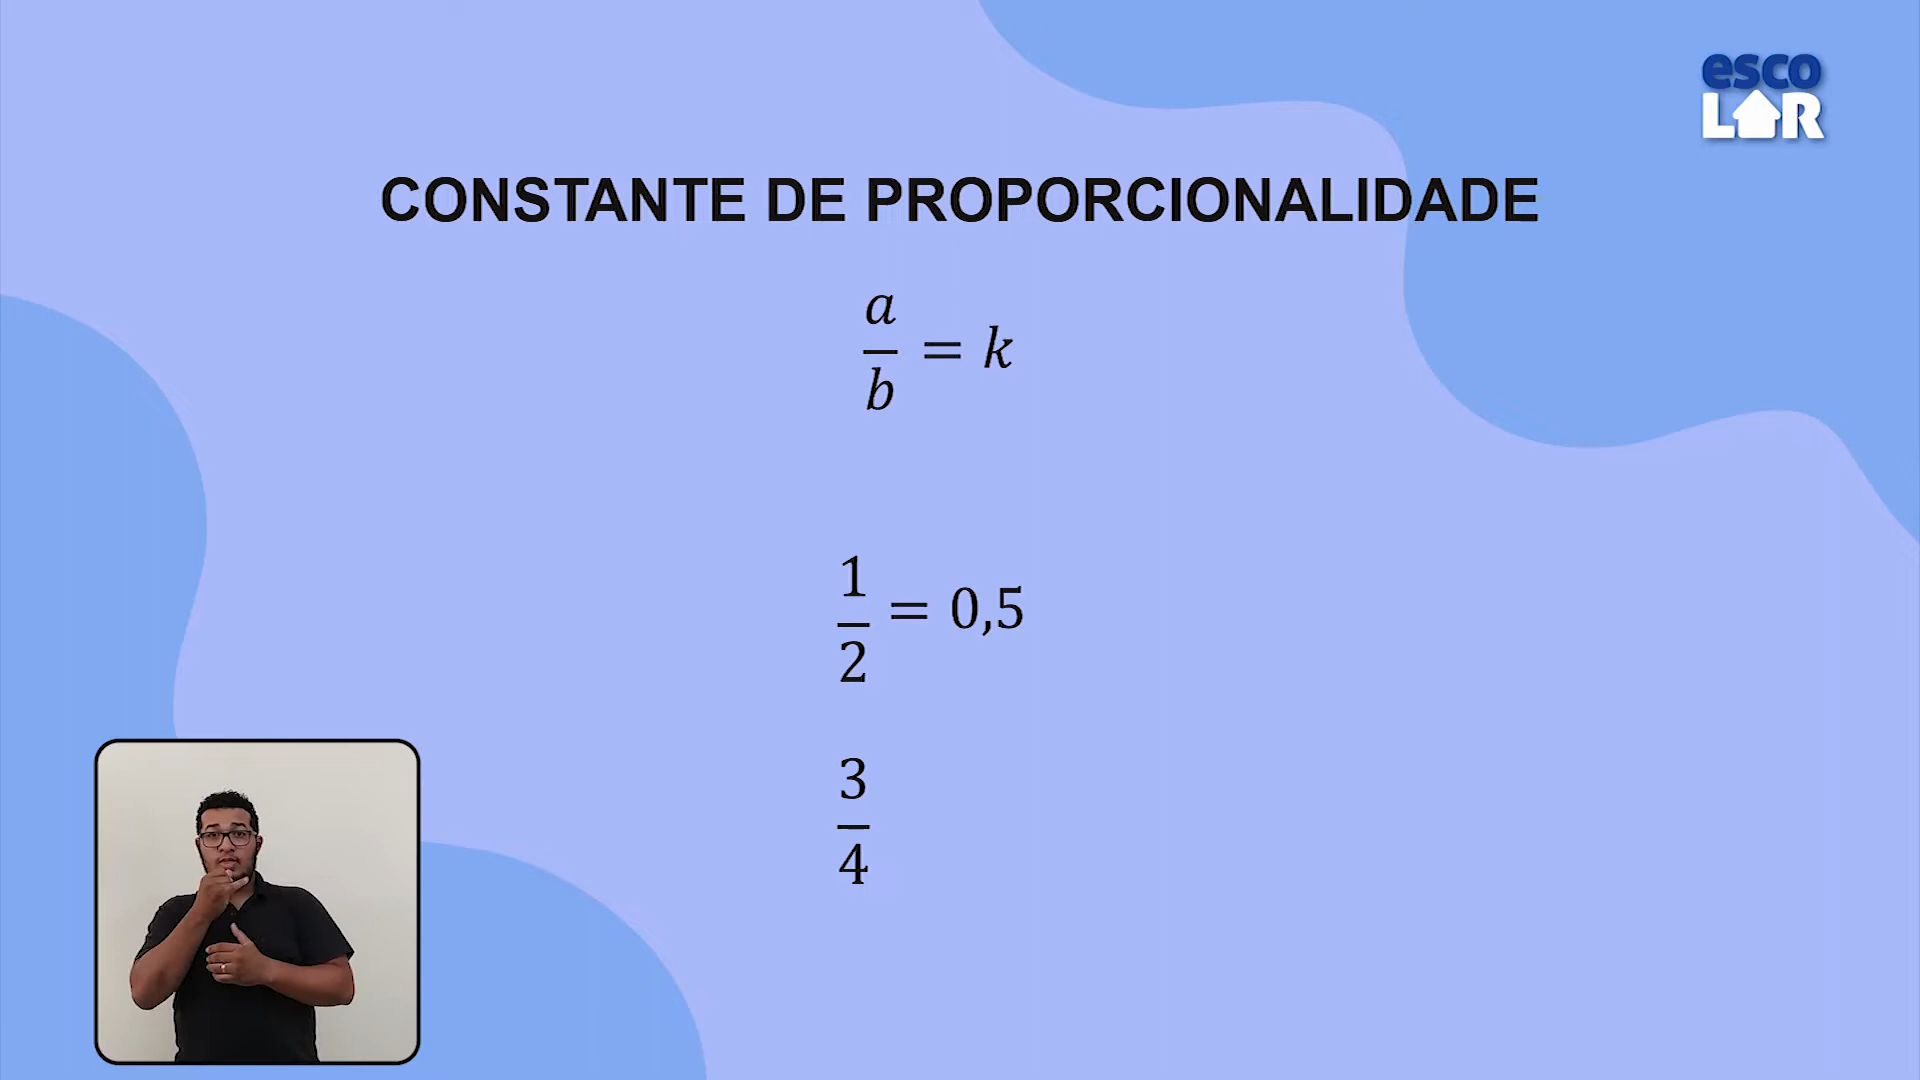 esco
LAR
CONSTANTE DE PROPORCIONALIDADE
a/b = k
1/2 = 0,5
3/4